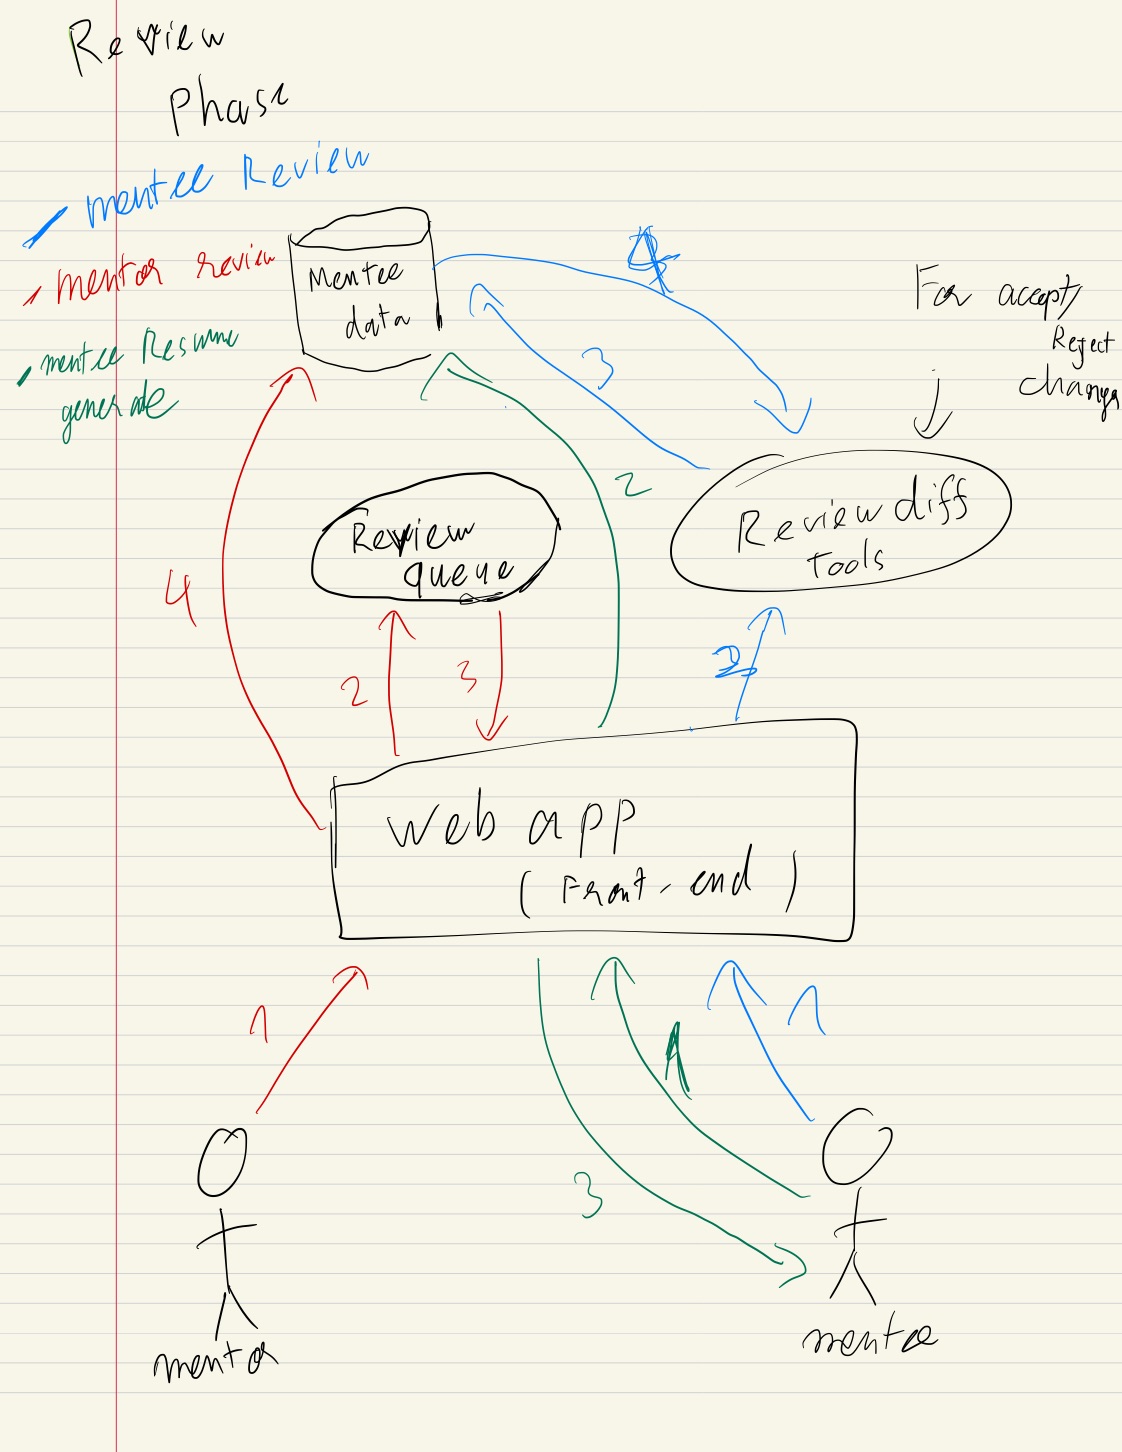 Review
Phase
mentee Review
mentor review
mentee Resume
generate
Mentee
data
4
3
For accept/
Reject
changes
2
Review
queue
Review diff
tools
4
2
3
2
web app
(Front-end)
1
1
1
3
mentor
mentee